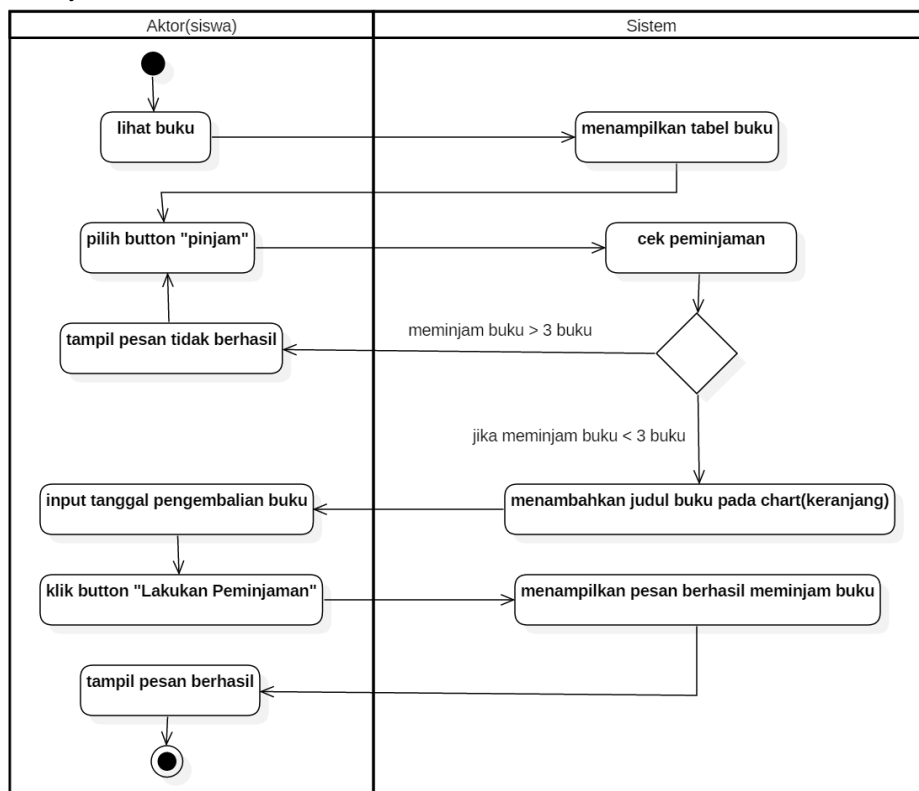 Aktor(siswa)
Sistem
lihat buku
menampilkan tabel buku
pilih button "pinjam"
cek peminjaman
meminjam buku > 3 buku
tampil pesan tidak berhasil
jika meminjam buku < 3 buku
input tanggal pengembalian buku
menambahkan judul buku pada chart(keranjang)
klik button "Lakukan Peminjaman"
menampilkan pesan berhasil meminjam buku
tampil pesan berhasil